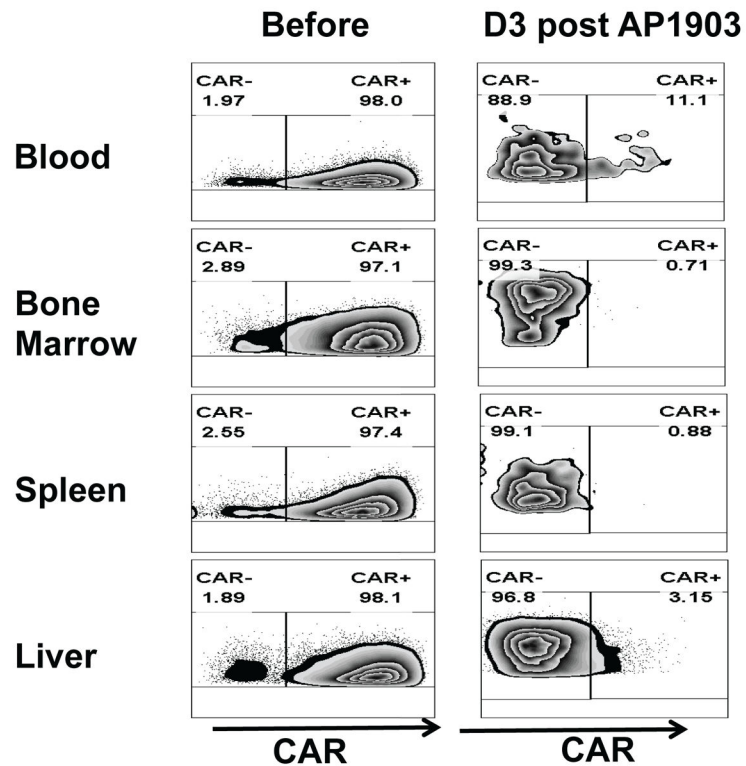 Before D3 post AP1903
Blood
CAR- CAR+ CAR- CAR+
1.97 98.0 88.9 11.1
Bone
Marrow
CAR- CAR+ CAR- CAR+
2.89 97.1 99.3 0.71
Spleen
CAR- CAR+ CAR- CAR+
2.55 97.4 99.1 0.88
Liver
CAR- CAR+ CAR- CAR+
1.89 98.1 96.8 3.15
CAR CAR